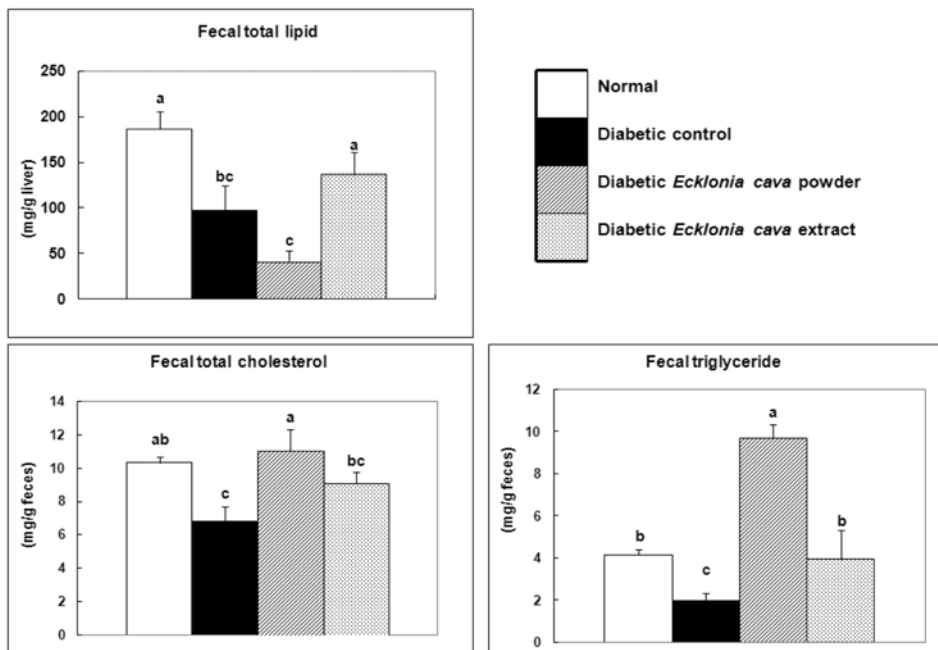 Fecal total lipid
250
200
150
100
50
0
(mg/g liver)
a
bc
c
a
Normal
Diabetic control
Diabetic Ecklonia cava powder
Diabetic Ecklonia cava extract
Fecal total cholesterol
14
12
10
8
6
4
2
0
(mg/g feces)
ab
c
a
bc
Fecal triglyceride
12
10
8
6
4
2
0
(mg/g feces)
b
c
a
b